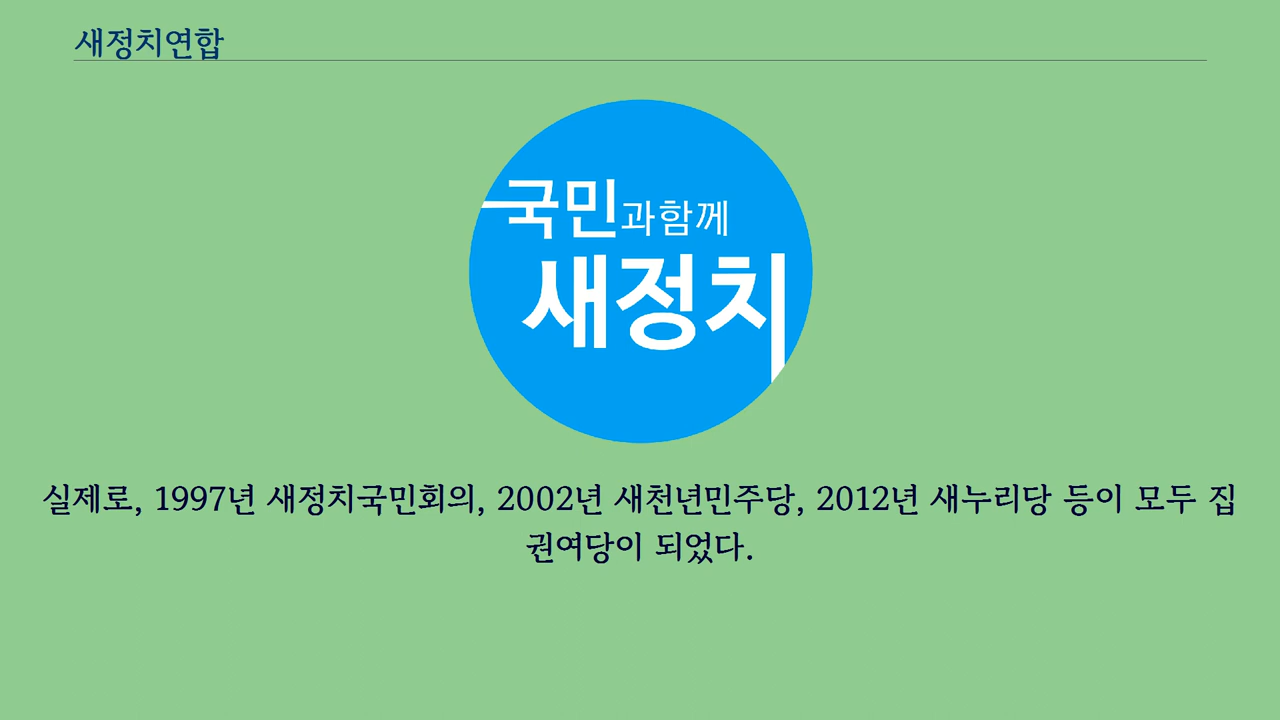 새정치연합
국민과함께
새정치
실제로, 1997년 새정치국민회의, 2002년 새천년민주당, 2012년 새누리당 등이 모두 집
권여당이 되었다.